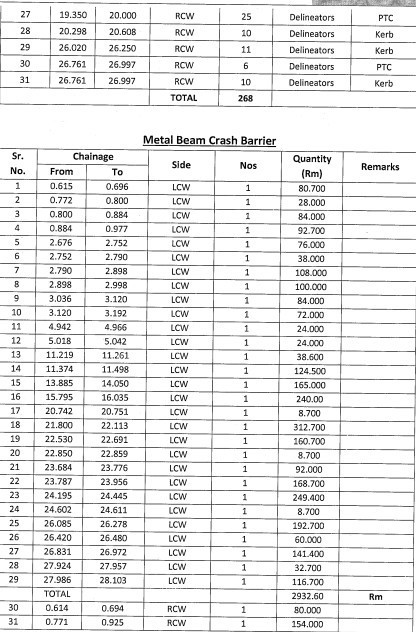 27 19.350 20.000 RCW 25 Delineators PTC
28 20.298 20.608 RCW 10 Delineators Kerb
29 26.020 26.250 RCW 11 Delineators Kerb
30 26.761 26.997 RCW 6 Delineators PTC
31 26.761 26.997 RCW 10 Delineators Kerb
TOTAL 268
Metal Beam Crash Barrier
Sr. No. Chainage Side Nos Quantity (Rm) Remarks
From To
1 0.615 0.696 LCW 1 80.700
2 0.772 0.800 LCW 1 28.000
3 0.800 0.884 LCW 1 84.000
4 0.884 0.977 LCW 1 92.700
5 2.676 2.752 LCW 1 76.000
6 2.752 2.790 LCW 1 38.000
7 2.790 2.898 LCW 1 108.000
8 2.898 2.998 LCW 1 100.000
9 3.036 3.120 LCW 1 84.000
10 3.120 3.192 LCW 1 72.000
11 4.942 4.966 LCW 1 24.000
12 5.018 5.042 LCW 1 24.000
13 11.219 11.261 LCW 1 38.600
14 11.374 11.498 LCW 1 124.500
15 13.885 14.050 LCW 1 165.000
16 15.795 16.035 LCW 1 240.00
17 20.742 20.751 LCW 1 8.700
18 21.800 22.113 LCW 1 312.700
19 22.530 22.691 LCW 1 160.700
20 22.850 22.859 LCW 1 8.700
21 23.684 23.776 LCW 1 92.000
22 23.787 23.956 LCW 1 168.700
23 24.195 24.445 LCW 1 249.400
24 24.602 24.611 LCW 1 8.700
25 26.085 26.278 LCW 1 192.700
26 26.420 26.480 LCW 1 60.000
27 26.831 26.972 LCW 1 141.400
28 27.924 27.957 LCW 1 32.700
29 27.986 28.103 LCW 1 116.700
TOTAL 2932.60 Rm
30 0.614 0.694 RCW 1 80.000
31 0.771 0.925 RCW 1 154.000